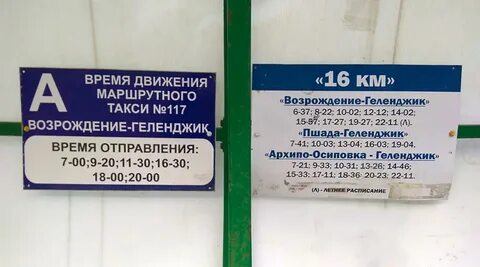 А
ВРЕМЯ ДВИЖЕНИЯ
МАРШРУТНОГО
ТАКСИ №117
ВОЗРОЖДЕНИЕ-ГЕЛЕНДЖИК
ВРЕМЯ ОТПРАВЛЕНИЯ:
7-00;9-20;11-30;16-30;
18-00;20-00
«16 КМ»
«Возрождение-Геленджик»
6-37; 8-22; 10-02; 12-12; 14-02;
15-57; 17-27; 19-27; 22-11 (Л).
«Пшада-Геленджик»
7-41; 10-03; 13-04; 16-03; 19-04.
«Архипо-Осиповка - Геленджик»
7-21; 9-33; 10-31; 13-26; 14-46;
15-33; 17-11; 18-36; 20-23; 22-11.
(Л) - ЛЕТНЕЕ РАСПИСАНИЕ